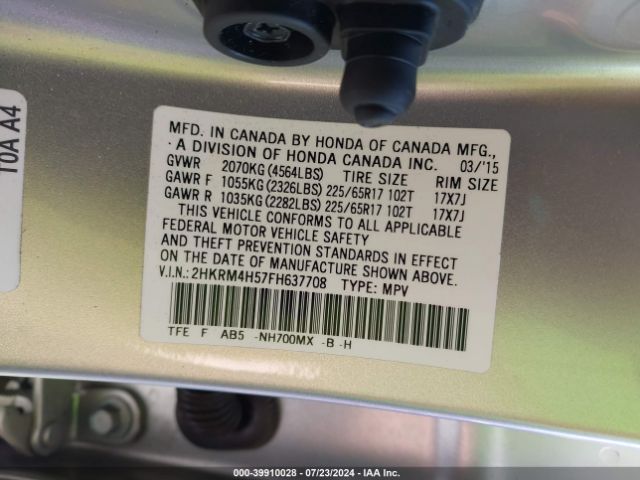 10A A4
MFD. IN CANADA BY HONDA OF CANADA MFG.,
A DIVISION OF HONDA CANADA INC. 03/'15
GVWR 2070KG (4564LBS) TIRE SIZE RIM SIZE
GAWR F 1055KG (2326LBS) 225/65R17 102T 17X7J
GAWR R 1035KG (2282LBS) 225/65R17 102T 17X7J
THIS VEHICLE CONFORMS TO ALL APPLICABLE
FEDERAL MOTOR VEHICLE SAFETY
AND THEFT PREVENTION STANDARDS IN EFFECT
ON THE DATE OF MANUFACTURE SHOWN ABOVE.
V.I.N.: 2HKRM4H57FH637708 TYPE: MPV
TFE F AB5 -NH700MX -B -H
000-39910028 - 07/23/2024 - IAA Inc.